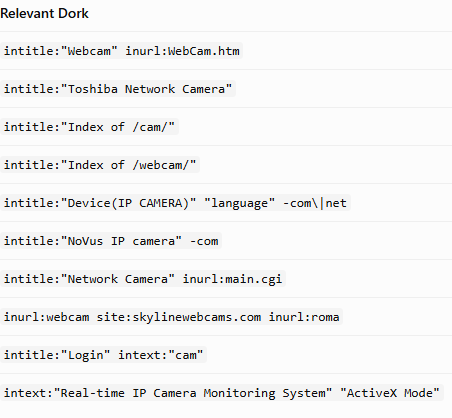 Relevant Dork
intitle:"Webcam" inurl:WebCam.htm
intitle:"Toshiba Network Camera"
intitle:"Index of /cam/"
intitle:"Index of /webcam/"
intitle:"Device(IP CAMERA)" "language" -com\|net
intitle:"NoVus IP camera" -com
intitle:"Network Camera" inurl:main.cgi
inurl:webcam site:skylinewebcams.com inurl:roma
intitle:"Login" intext:"cam"
intext:"Real-time IP Camera Monitoring System" "ActiveX Mode"